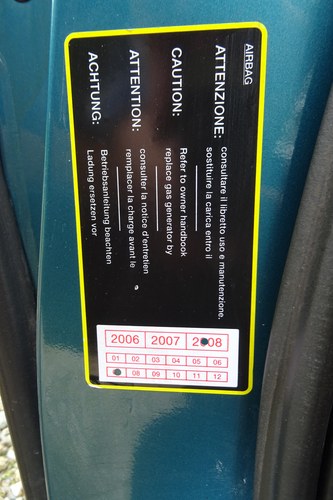 AIRBAG
ATTENZIONE: consultare il libretto uso e manutenzione.
sostituire la carica entro il
CAUTION: Refer to owner handbook
replace gas generator by
ATTENTION: consulter la notice d'entretien
remplacer la charge avant le
ACHTUNG: Betriebsanleitung beachten
Ladung ersetzen vor
2006 2007 2008
01 02 03 04 05 06
08 09 10 11 12